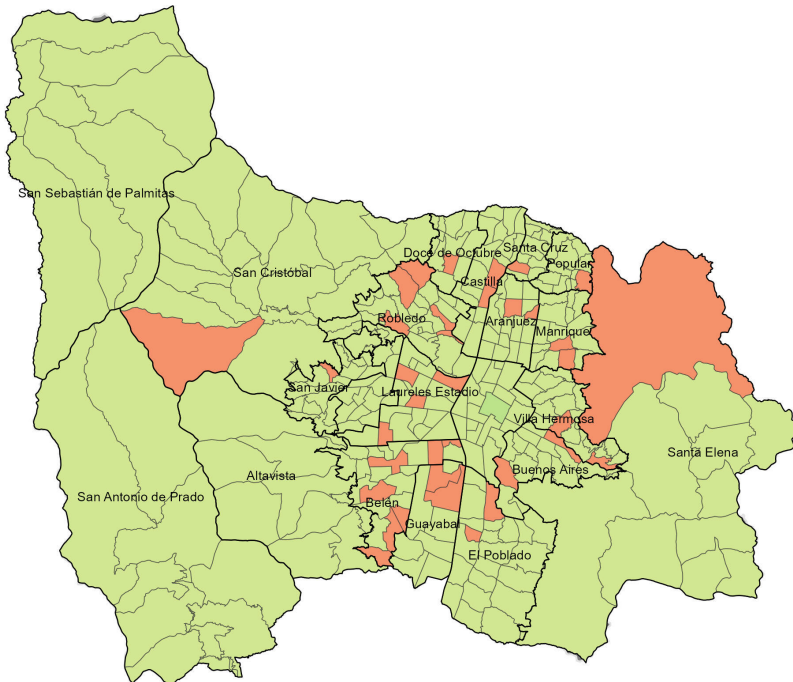 San Sebastián de Palmitas
San Cristóbal
Doce de Octubre
Santa Cruz
Popular
Castilla
Robledo
Aranjuez
Manrique
San Javier
Laureles Estadio
Villa Hermosa
Santa Elena
Buenos Aires
Altavista
San Antonio de Prado
Belén
Guayabal
El Poblado